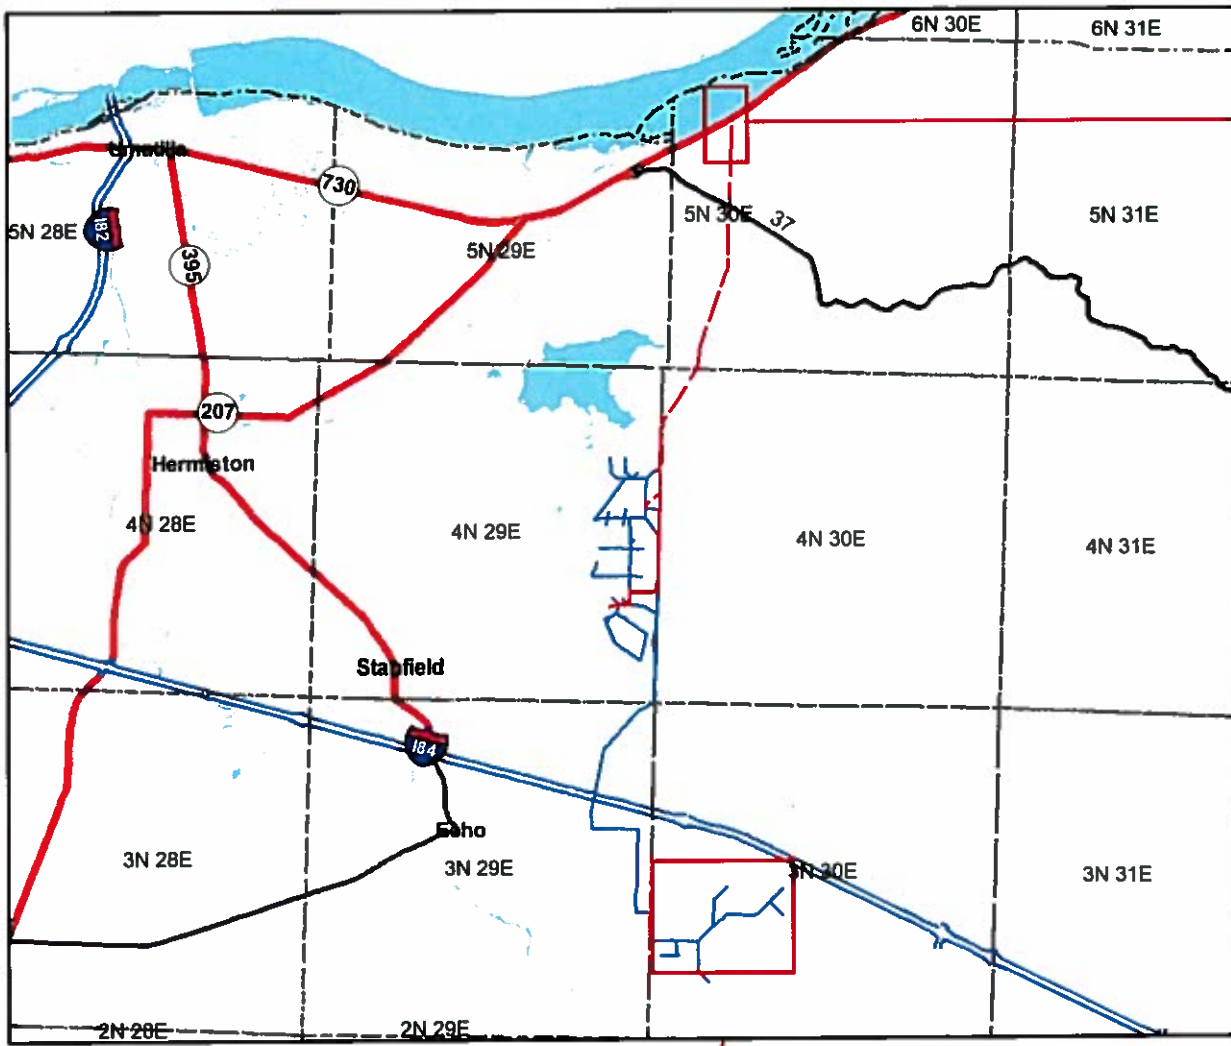 6N 30E
6N 31E
Umatilla
730
5N 30E
37
5N 31E
5N 28E
182
395
5N 29E
207
Hermiston
4N 28E
4N 29E
4N 30E
4N 31E
Stanfield
184
Echo
3N 28E
3N 29E
3N 30E
3N 31E
2N 28E
2N 29E